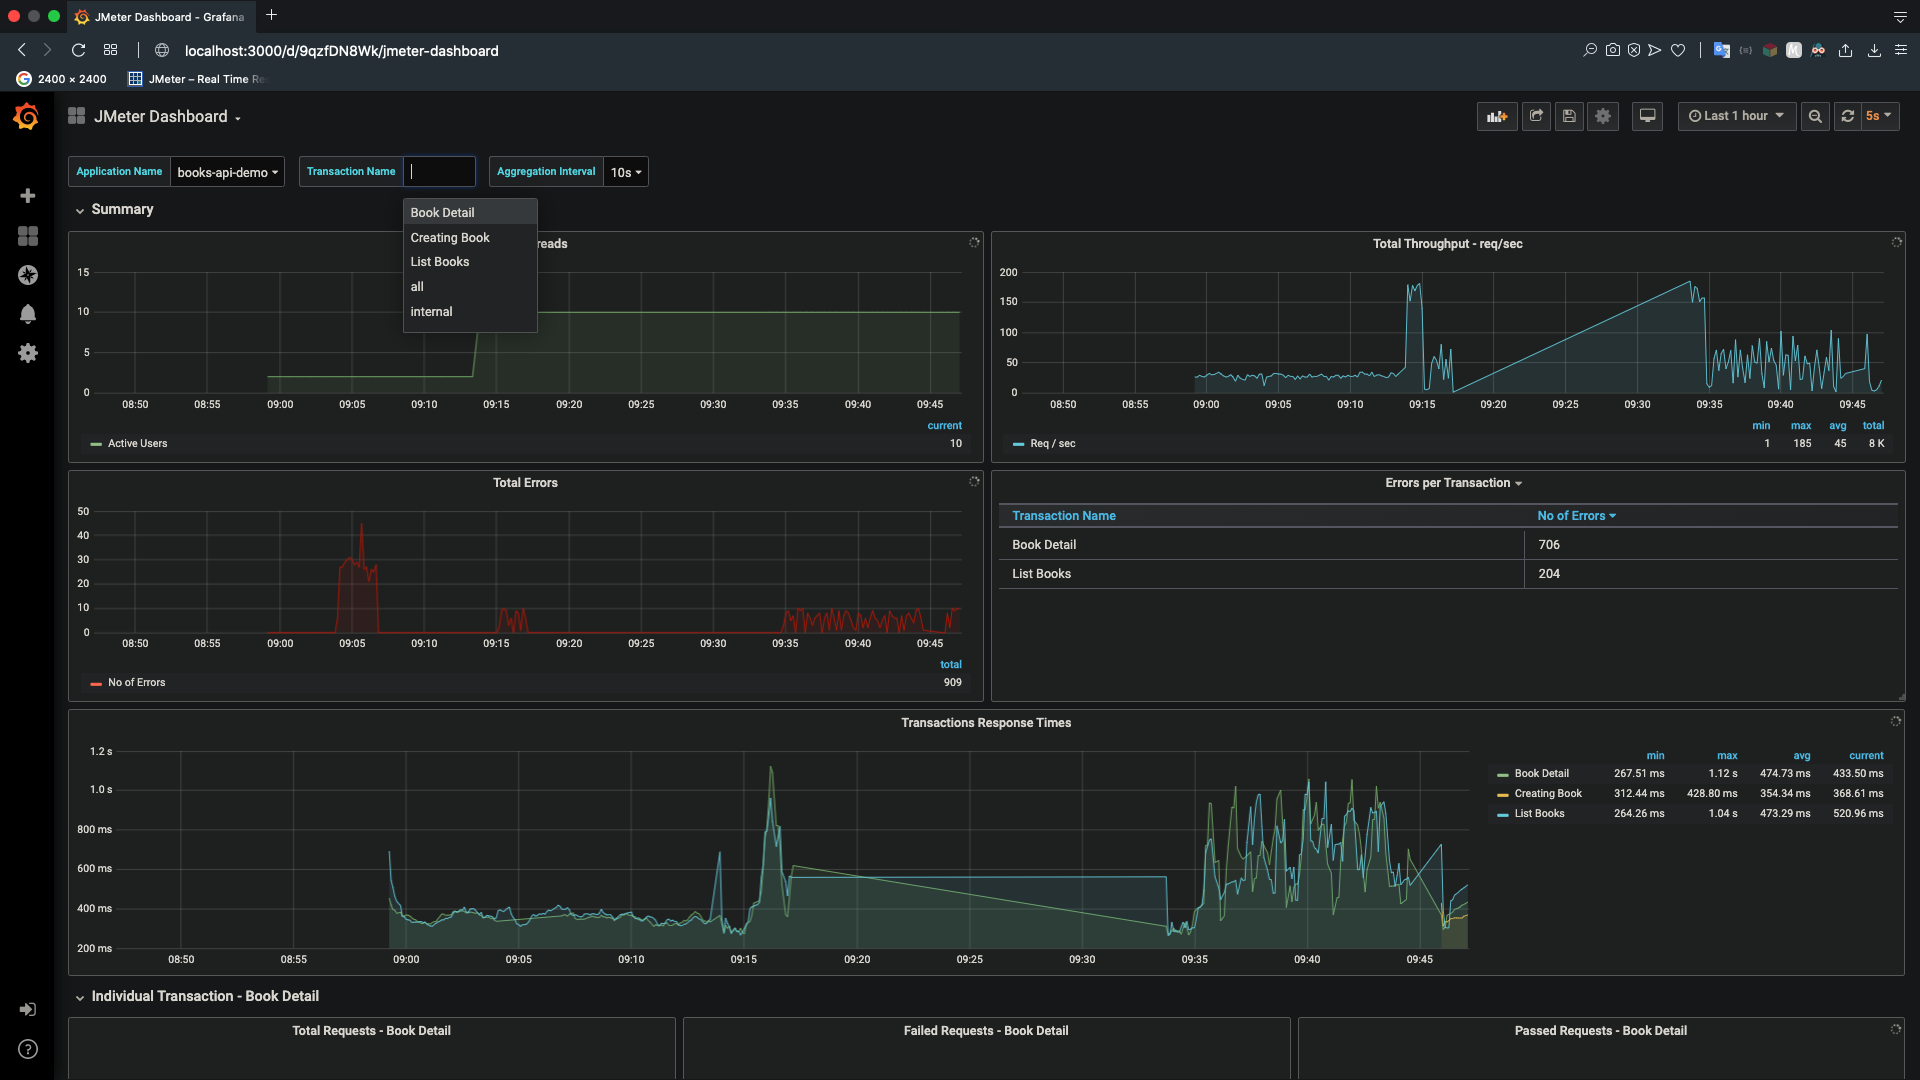 JMeter Dashboard - Grafana
localhost:3000/d/9qzfDN8Wk/jmeter-dashboard
2400 × 2400 JMeter – Real Time Re
JMeter Dashboard
Last 1 hour 5s
Application Name books-api-demo Transaction Name Aggregation Interval 10s
Summary
Book Detail
Creating Book
List Books
all
internal
reads
15
10
5
0
08:50 08:55 09:00 09:05 09:10 09:15 09:20 09:25 09:30 09:35 09:40 09:45
current
Active Users 10
Total Throughput - req/sec
200
150
100
50
0
08:50 08:55 09:00 09:05 09:10 09:15 09:20 09:25 09:30 09:35 09:40 09:45
min max avg total
Req / sec 1 185 45 8 K
Total Errors
50
40
30
20
10
0
08:50 08:55 09:00 09:05 09:10 09:15 09:20 09:25 09:30 09:35 09:40 09:45
total
No of Errors 909
Errors per Transaction
Transaction Name No of Errors
Book Detail 706
List Books 204
Transactions Response Times
1.2 s
1.0 s
800 ms
600 ms
400 ms
200 ms
08:50 08:55 09:00 09:05 09:10 09:15 09:20 09:25 09:30 09:35 09:40 09:45
min max avg current
Book Detail 267.51 ms 1.12 s 474.73 ms 433.50 ms
Creating Book 312.44 ms 428.80 ms 354.34 ms 368.61 ms
List Books 264.26 ms 1.04 s 473.29 ms 520.96 ms
Individual Transaction - Book Detail
Total Requests - Book Detail
Failed Requests - Book Detail
Passed Requests - Book Detail